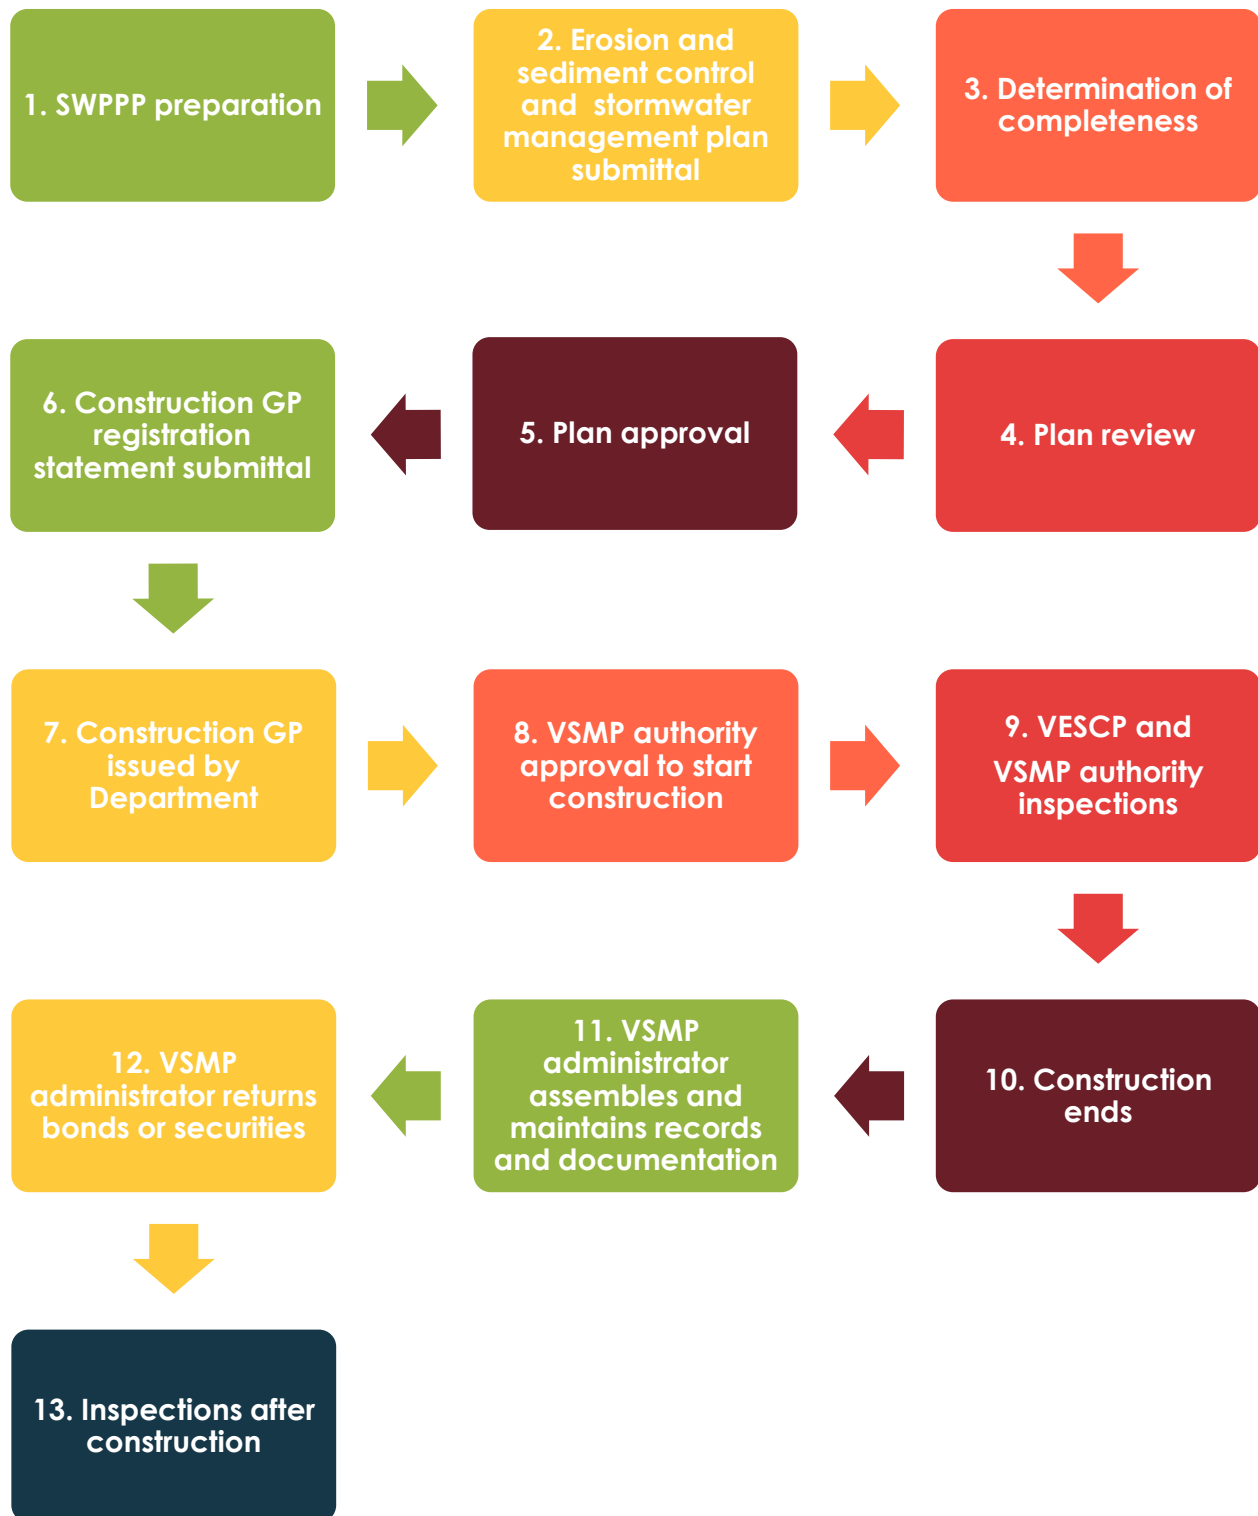 1. SWPPP preparation
2. Erosion and
sediment control
and stormwater
management plan
submittal
3. Determination of
completeness
4. Plan review
5. Plan approval
6. Construction GP
registration
statement submittal
7. Construction GP
issued by
Department
8. VSMP authority
approval to start
construction
9. VESCP and
VSMP authority
inspections
10. Construction
ends
11. VSMP
administrator
assembles and
maintains records
and documentation
12. VSMP
administrator returns
bonds or securities
13. Inspections after
construction